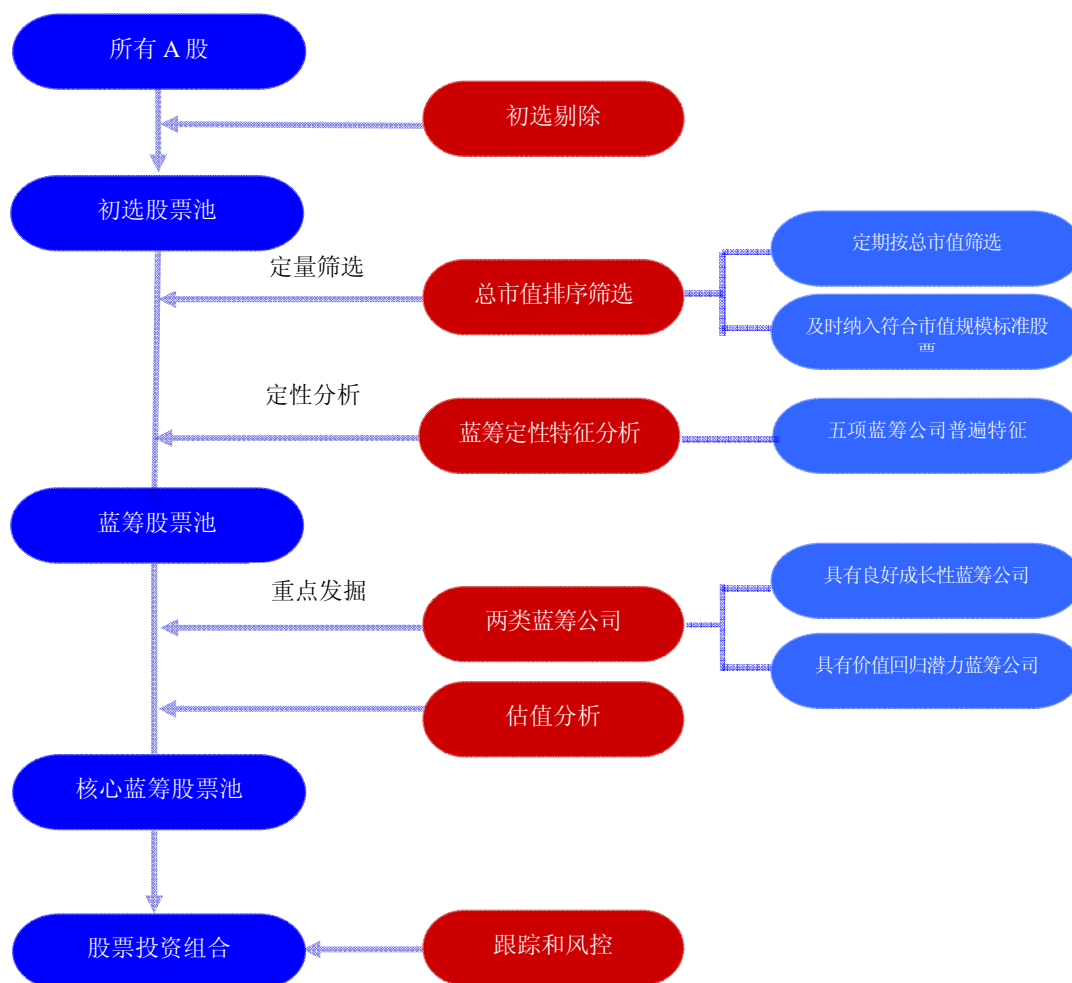 所有 A 股
初选剔除
初选股票池
定量筛选
总市值排序筛选
定期按总市值筛选
及时纳入符合市值规模标准股
票
定性分析
蓝筹定性特征分析
五项蓝筹公司普遍特征
蓝筹股票池
重点发掘
两类蓝筹公司
具有良好成长性蓝筹公司
具有价值回归潜力蓝筹公司
估值分析
核心蓝筹股票池
股票投资组合
跟踪和风控